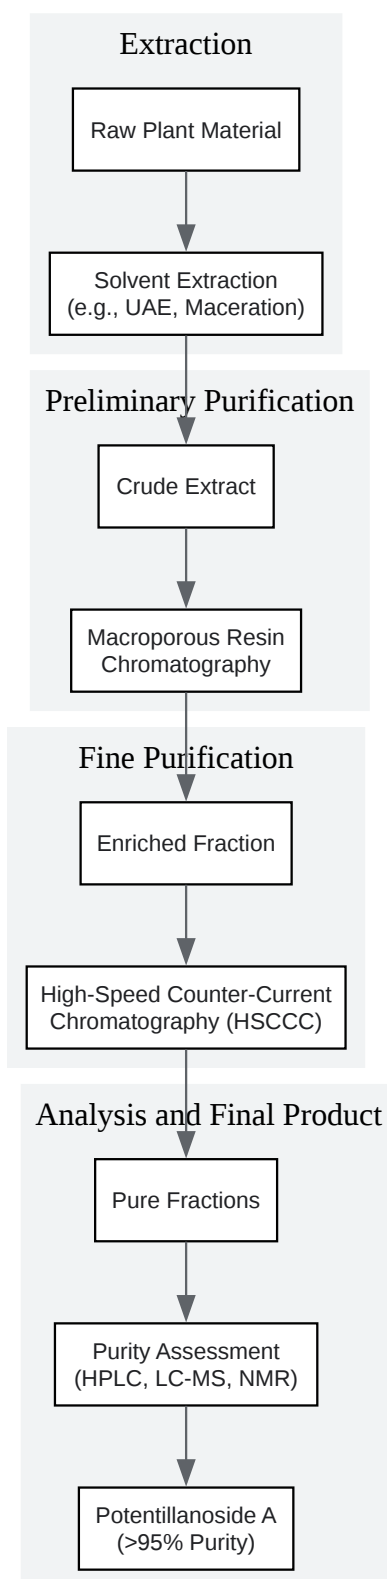 Extraction
Raw Plant Material
Solvent Extraction
(e.g., UAE, Maceration)
Preliminary Purification
Crude Extract
Macroporous Resin
Chromatography
Fine Purification
Enriched Fraction
High-Speed Counter-Current
Chromatography (HSCCC)
Analysis and Final Product
Pure Fractions
Purity Assessment
(HPLC, LC-MS, NMR)
Potentillanoside A
(>95% Purity)